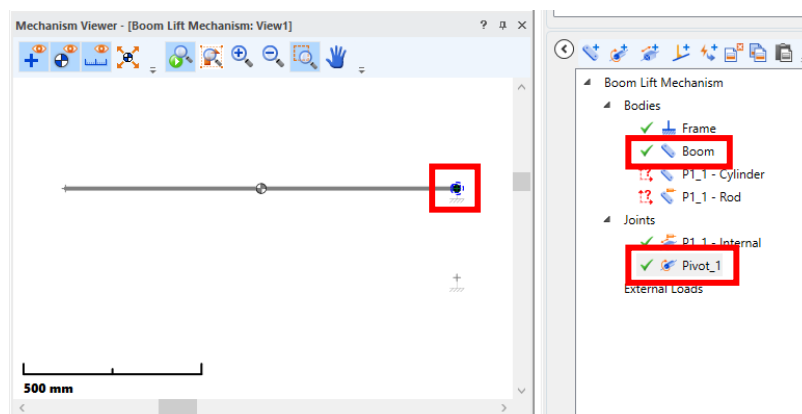 Mechanism Viewer - [Boom Lift Mechanism: View1]
500 mm
Boom Lift Mechanism
Bodies
Frame
Boom
P1_1 - Cylinder
P1_1 - Rod
Joints
P1_1 - Internal
Pivot_1
External Loads